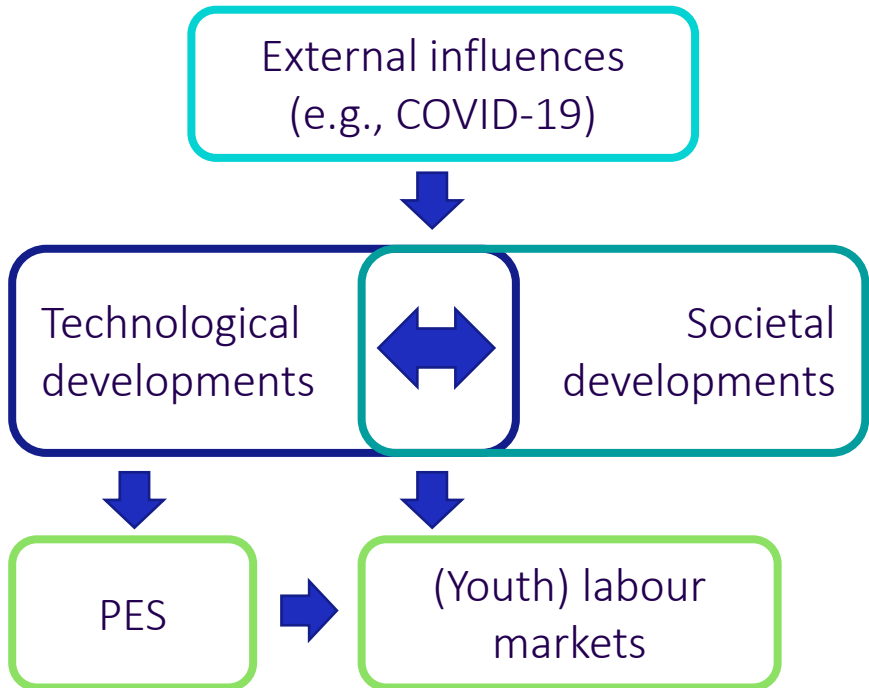 External influences
(e.g., COVID-19)
Technological
developments
Societal
developments
PES
(Youth) labour
markets